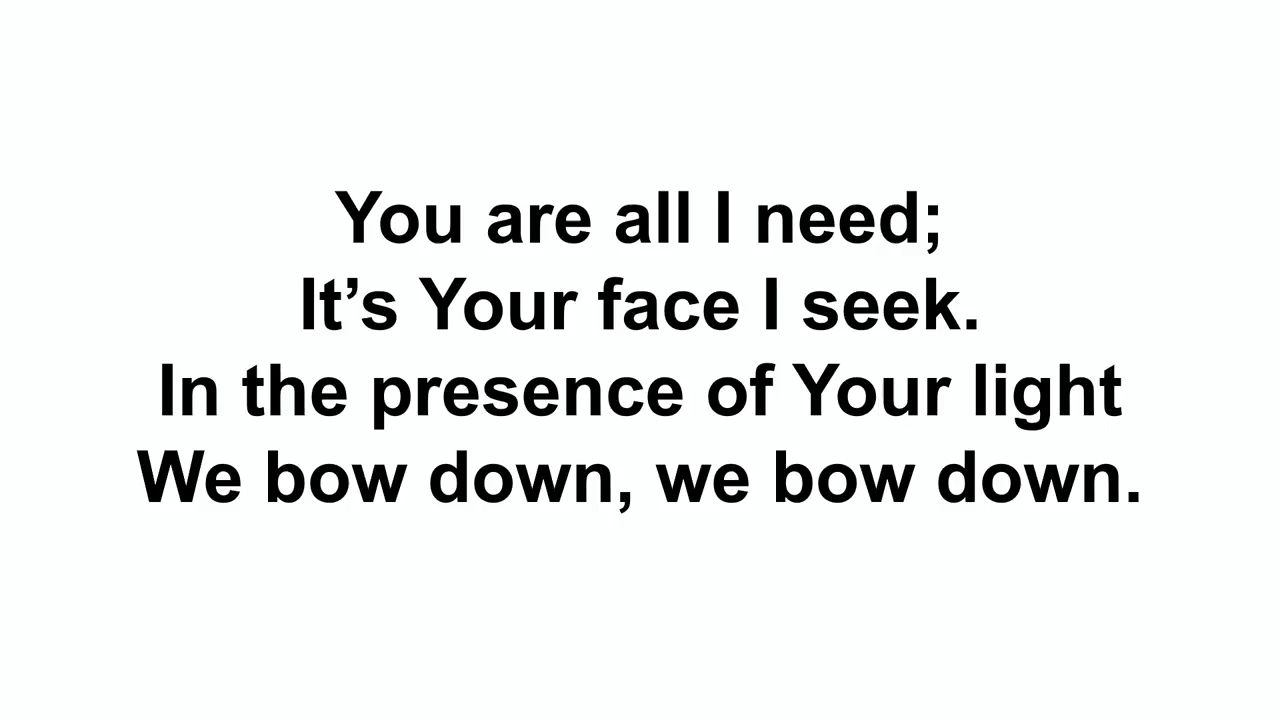 You are all I need;
It’s Your face I seek.
In the presence of Your light
We bow down, we bow down.